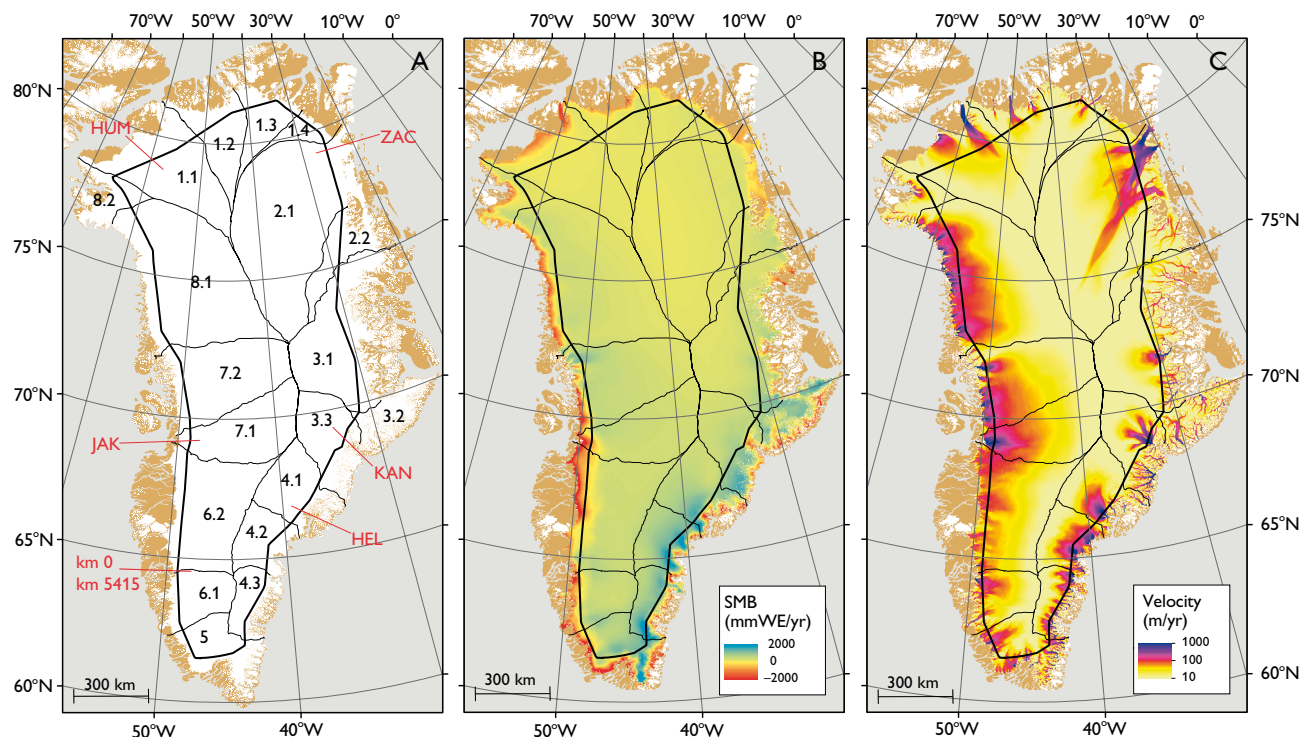 70°W 50°W 30°W 10°W 0°
A
80°N
75°N
70°N
65°N
60°N
HUM
ZAC
1.3
1.4
1.2
1.1
8.2
2.1
2.2
8.1
3.1
7.2
3.2
3.3
7.1
JAK
KAN
4.1
6.2
4.2
HEL
km 0
km 5415
4.3
6.1
5
300 km
50°W 40°W
70°W 50°W 30°W 10°W 0°
B
SMB
(mmWE/yr)
2000
0
–2000
300 km
50°W 40°W
70°W 50°W 30°W 10°W 0°
C
75°N
70°N
65°N
60°N
Velocity
(m/yr)
1000
100
10
300 km
50°W 40°W